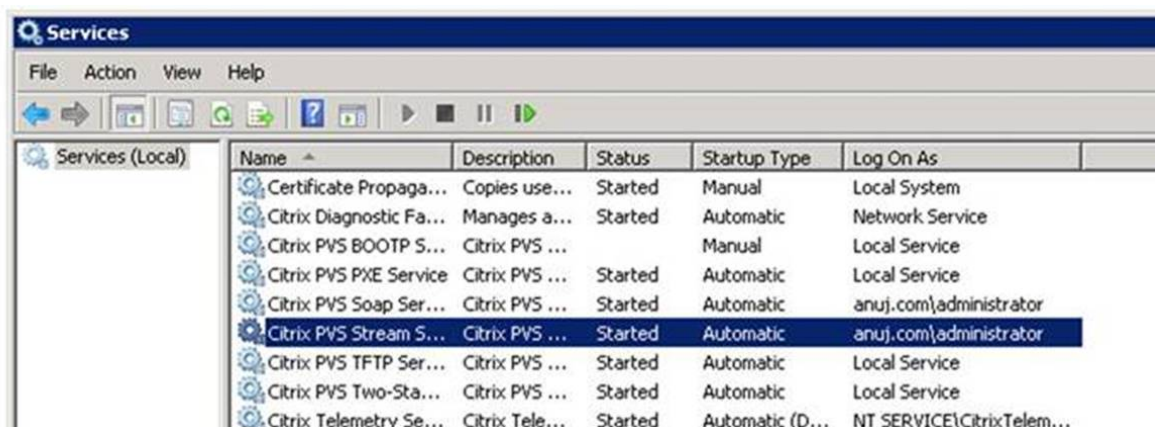 Services
File Action View Help
Services (Local)
Name Description Status Startup Type Log On As
Certificate Propaga... Copies use... Started Manual Local System
Citrix Diagnostic Fa... Manages a... Started Automatic Network Service
Citrix PVS BOOTP S... Citrix PVS ... Manual Local Service
Citrix PVS PXE Service Citrix PVS ... Started Automatic Local Service
Citrix PVS Soap Ser... Citrix PVS ... Started Automatic anuj.com\administrator
Citrix PVS Stream S... Citrix PVS ... Started Automatic anuj.com\administrator
Citrix PVS TFTP Ser... Citrix PVS ... Started Automatic Local Service
Citrix PVS Two-Sta... Citrix PVS ... Started Automatic Local Service
Citrix Telemetry Se... Citrix Tele... Started Automatic (D... NT SERVICE\CitrixTelem...